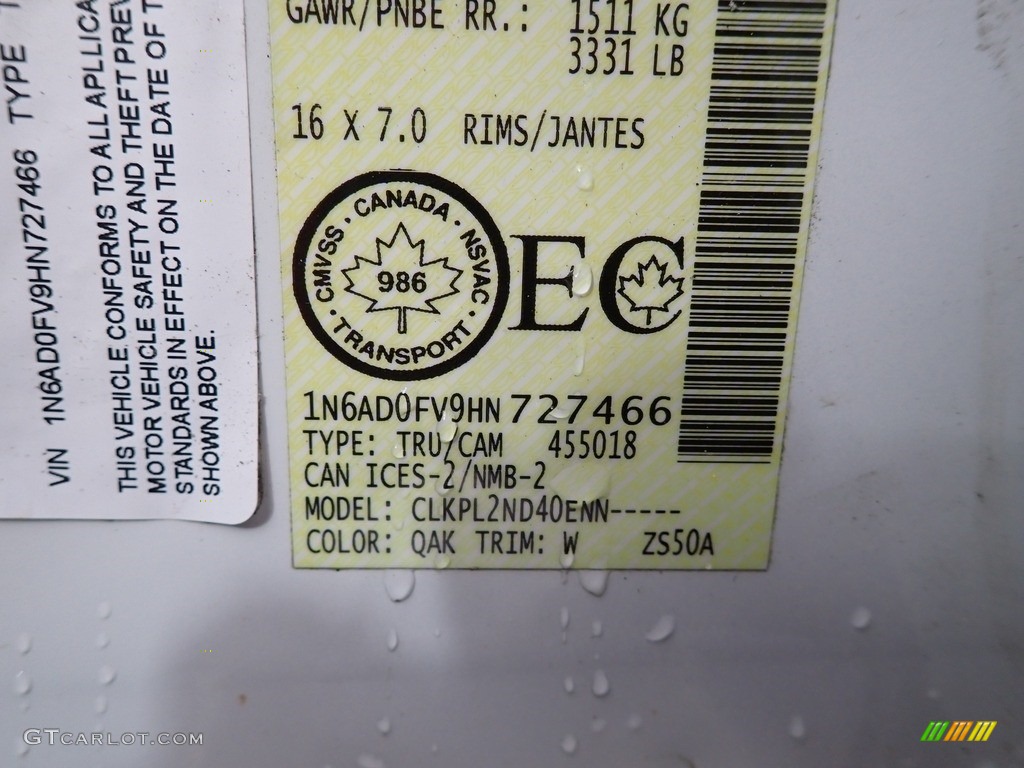 VIN 1N6AD0FV9HN727466 TYPE
THIS VEHICLE CONFORMS TO ALL
MOTOR VEHICLE SAFETY AND THEFT
STANDARDS IN EFFECT ON THE DATE OF
SHOWN ABOVE.
GAWR/PNBE RR.: 1511 KG
3331 LB
16 X 7.0 RIMS/JANTES
CMVSS · CANADA · NSVAC
986
· TRANSPORT ·
EC
1N6AD0FV9HN727466
TYPE: TRU/CAM 455018
CAN ICES-2/NMB-2
MODEL: CLKPL2ND40ENN-----
COLOR: QAK TRIM: W ZS50A
GTCARLOT.COM